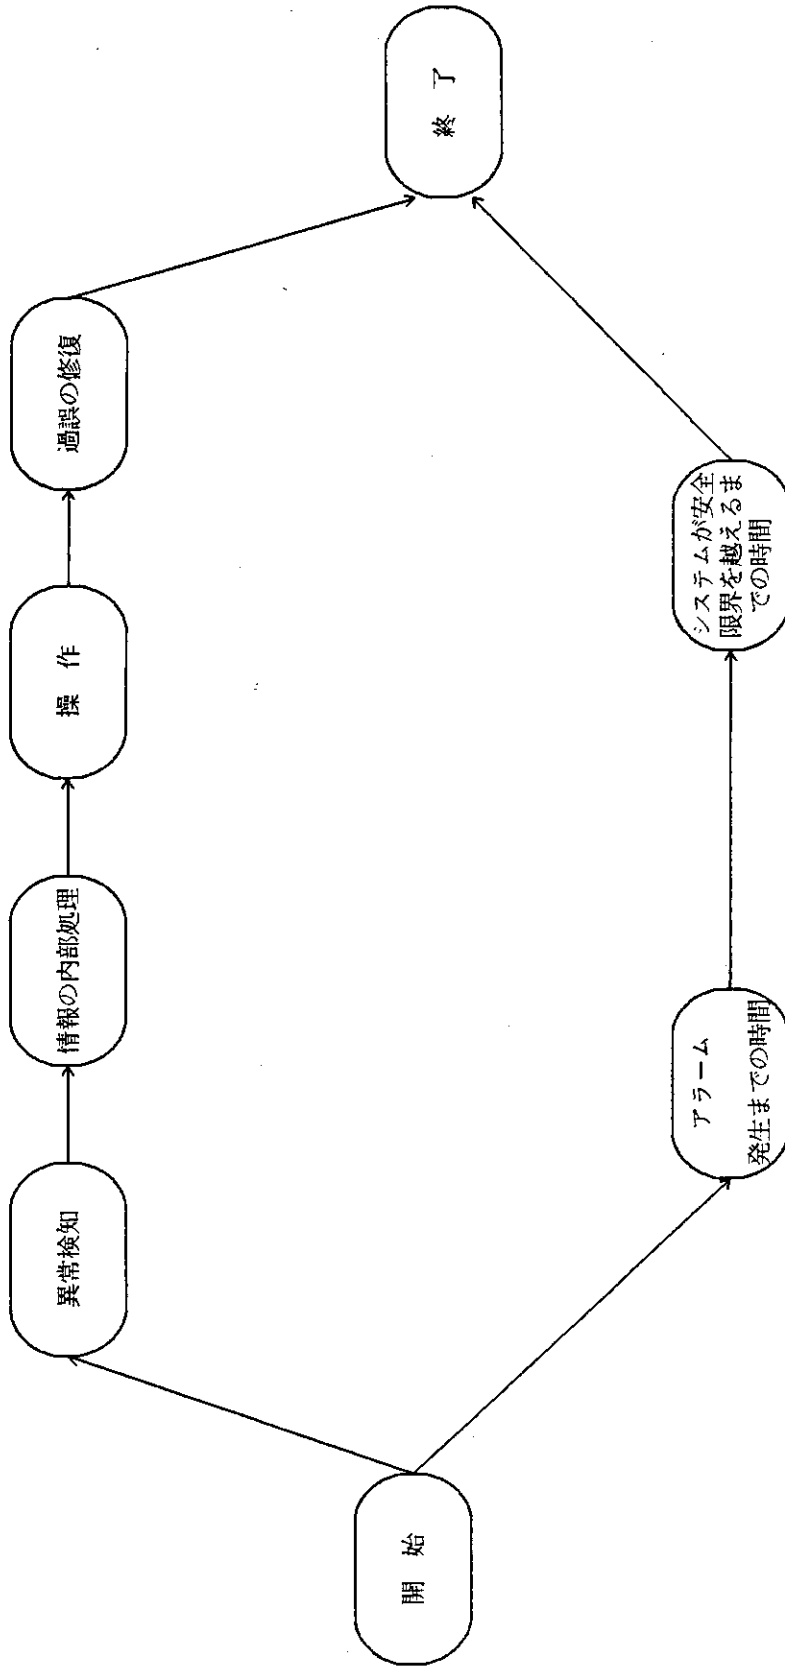 開 始
異常検知
情報の内部処理
操 作
過誤の修復
アラーム
発生までの時間
システムが安全
限界を越えるま
での時間
終 了